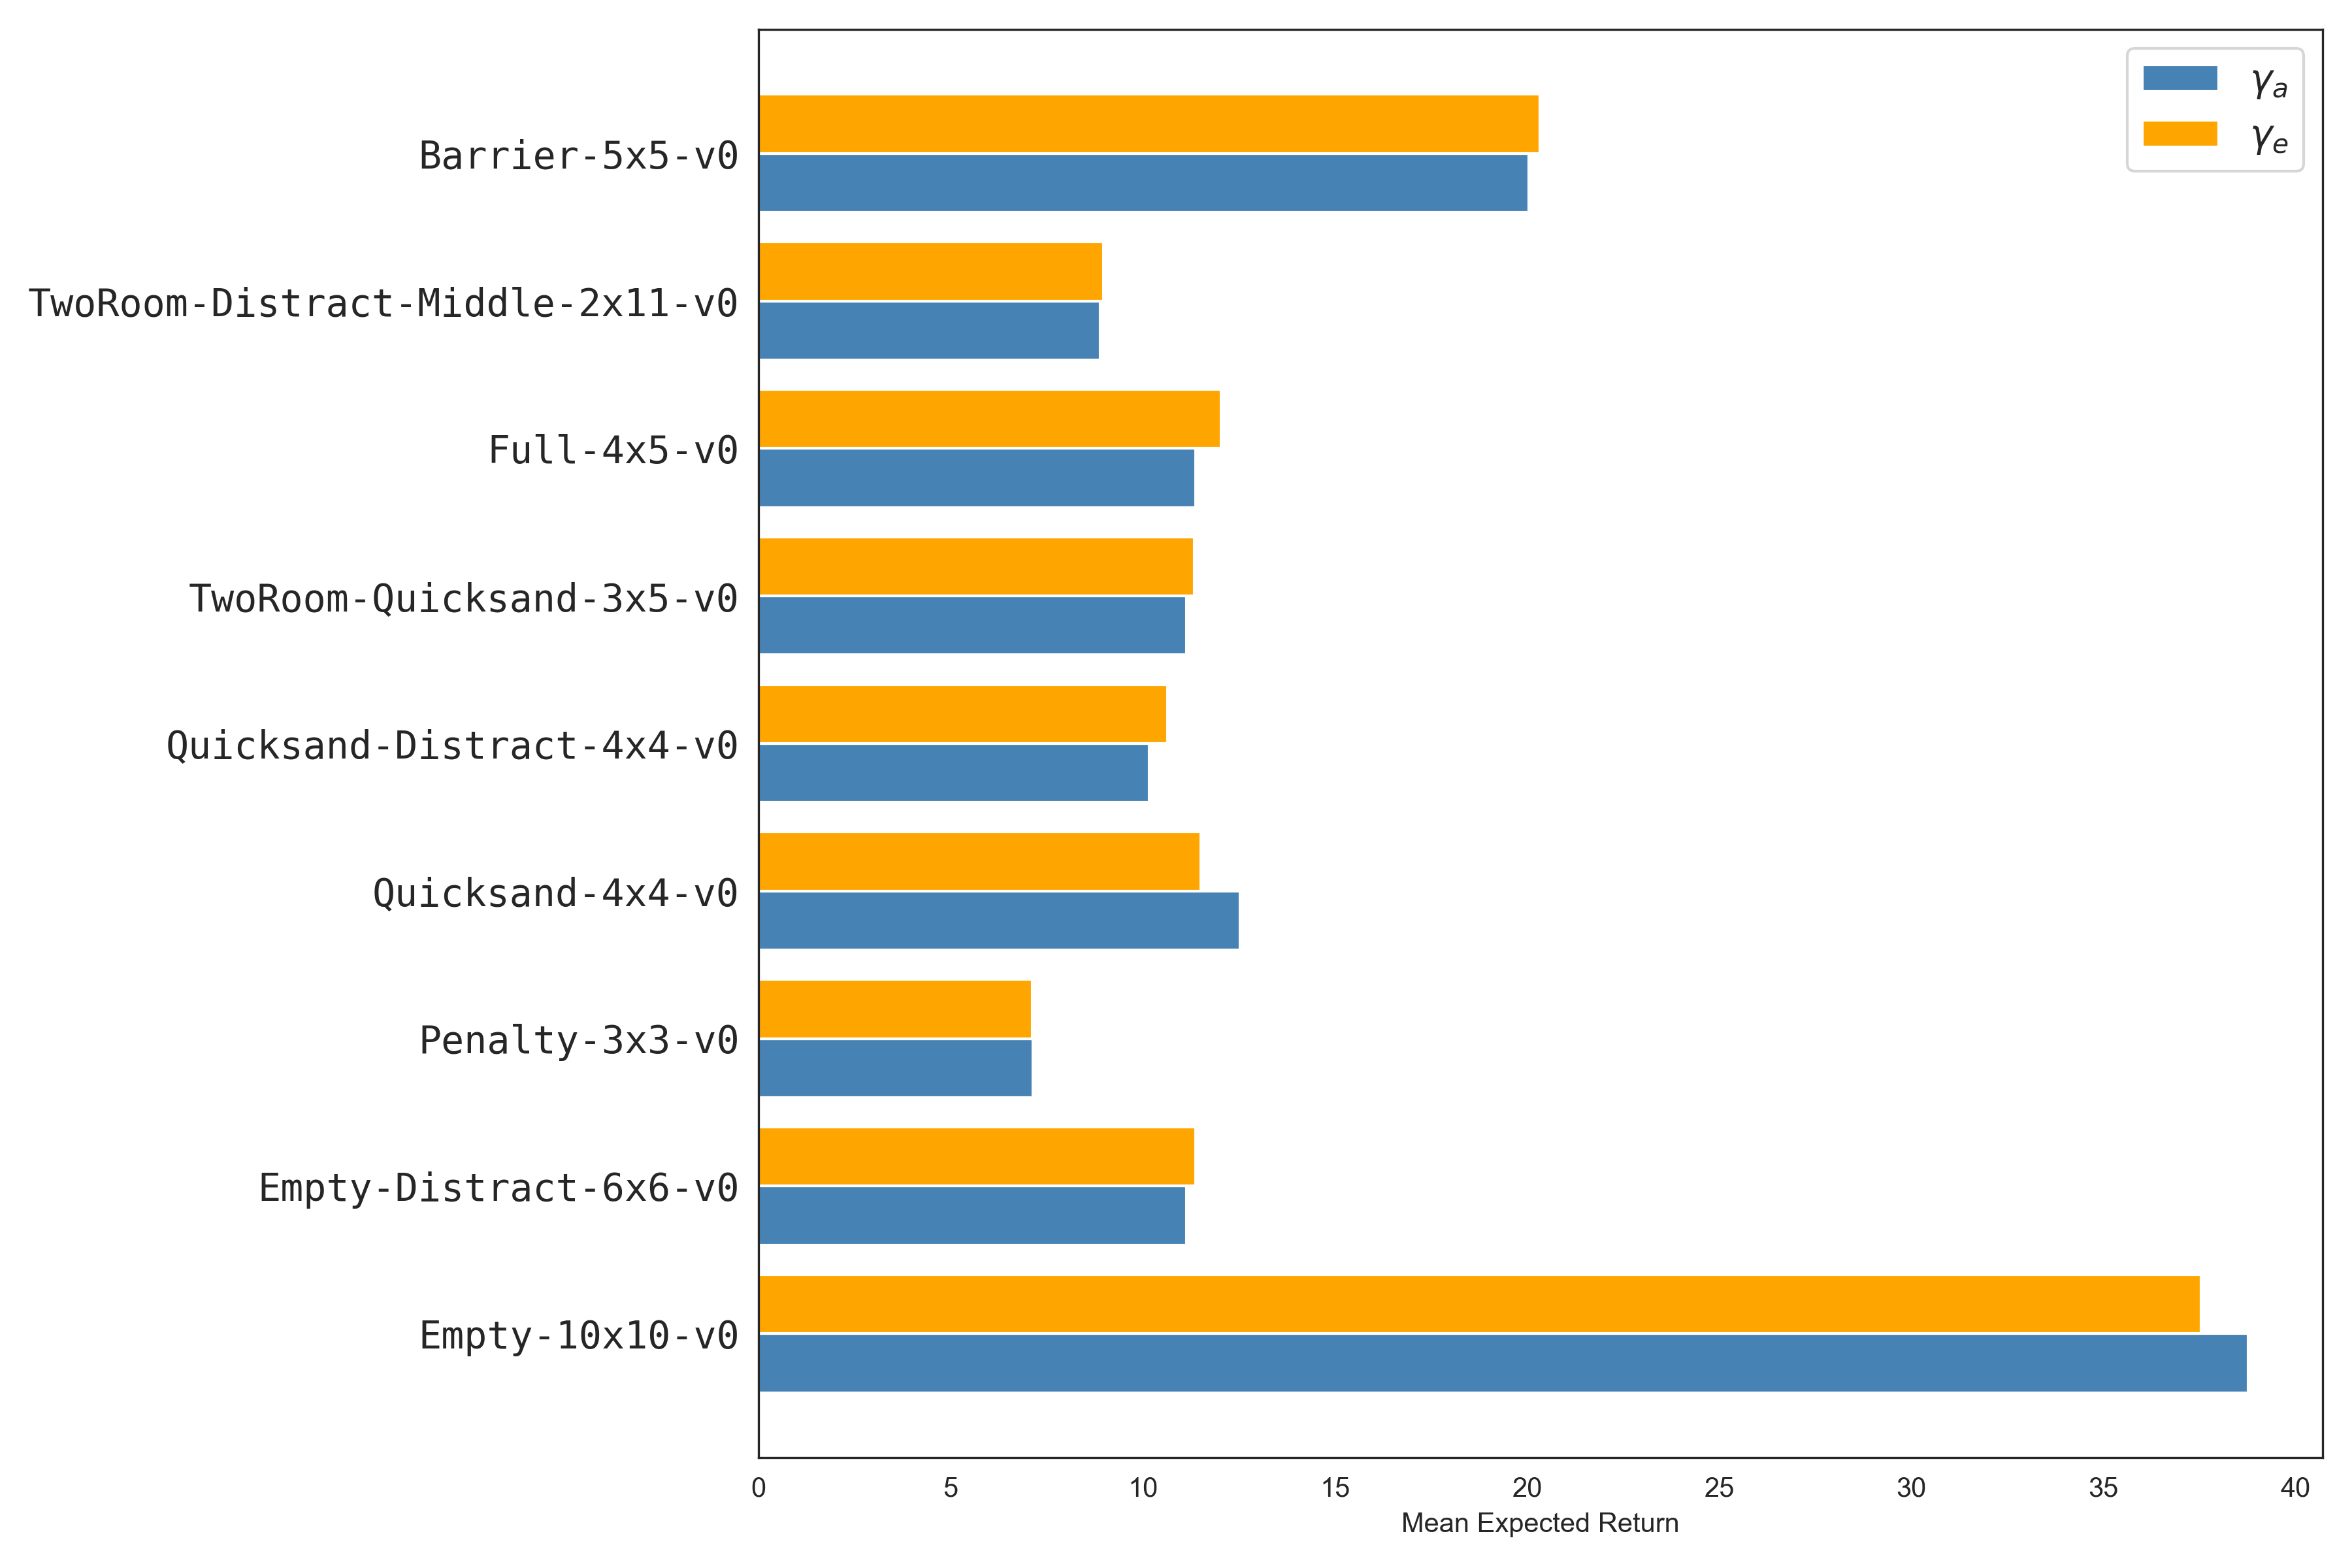 γa
γe
Barrier-5x5-v0
TwoRoom-Distract-Middle-2x11-v0
Full-4x5-v0
TwoRoom-Quicksand-3x5-v0
Quicksand-Distract-4x4-v0
Quicksand-4x4-v0
Penalty-3x3-v0
Empty-Distract-6x6-v0
Empty-10x10-v0
0 5 10 15 20 25 30 35 40
Mean Expected Return